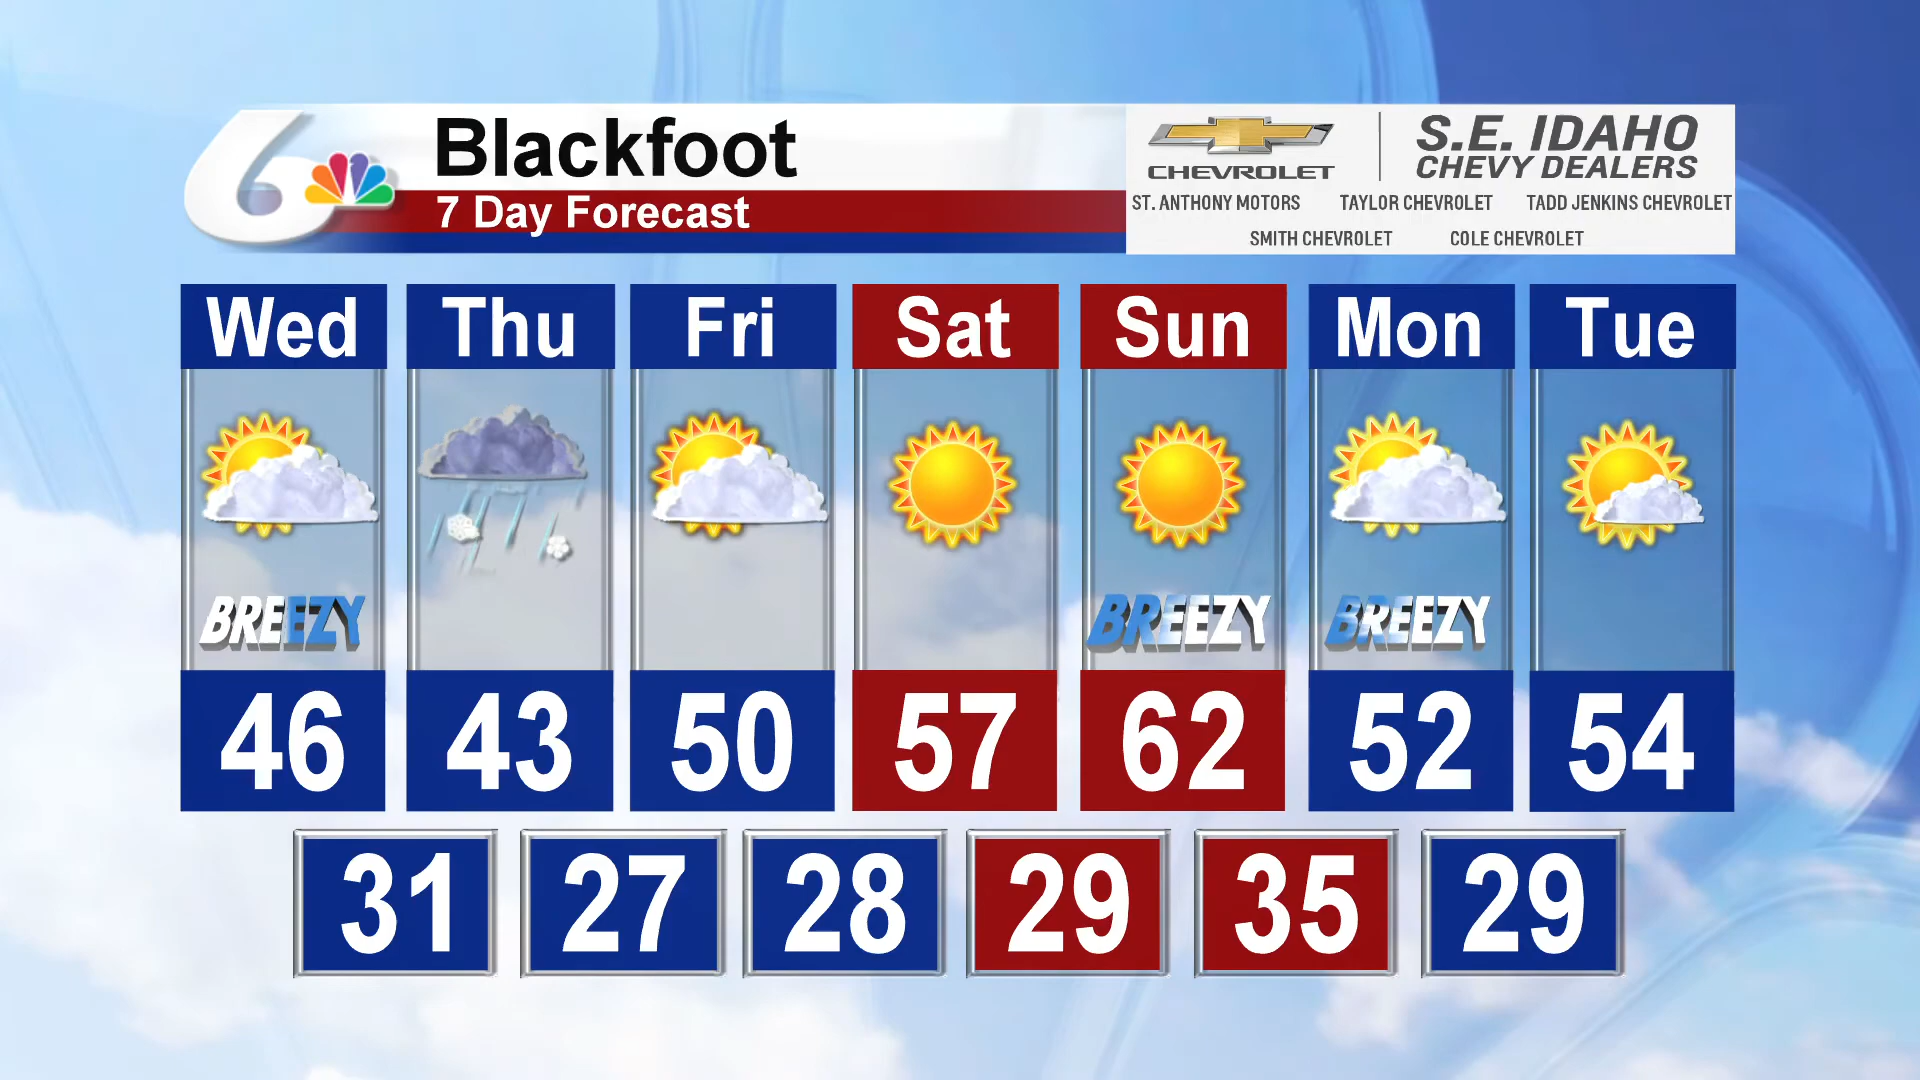 6 Blackfoot
7 Day Forecast
CHEVROLET
S.E. IDAHO
CHEVY DEALERS
ST. ANTHONY MOTORS TAYLOR CHEVROLET TADD JENKINS CHEVROLET
SMITH CHEVROLET COLE CHEVROLET
Wed Thu Fri Sat Sun Mon Tue
BREEZY BREEZY BREEZY
46 43 50 57 62 52 54
31 27 28 29 35 29